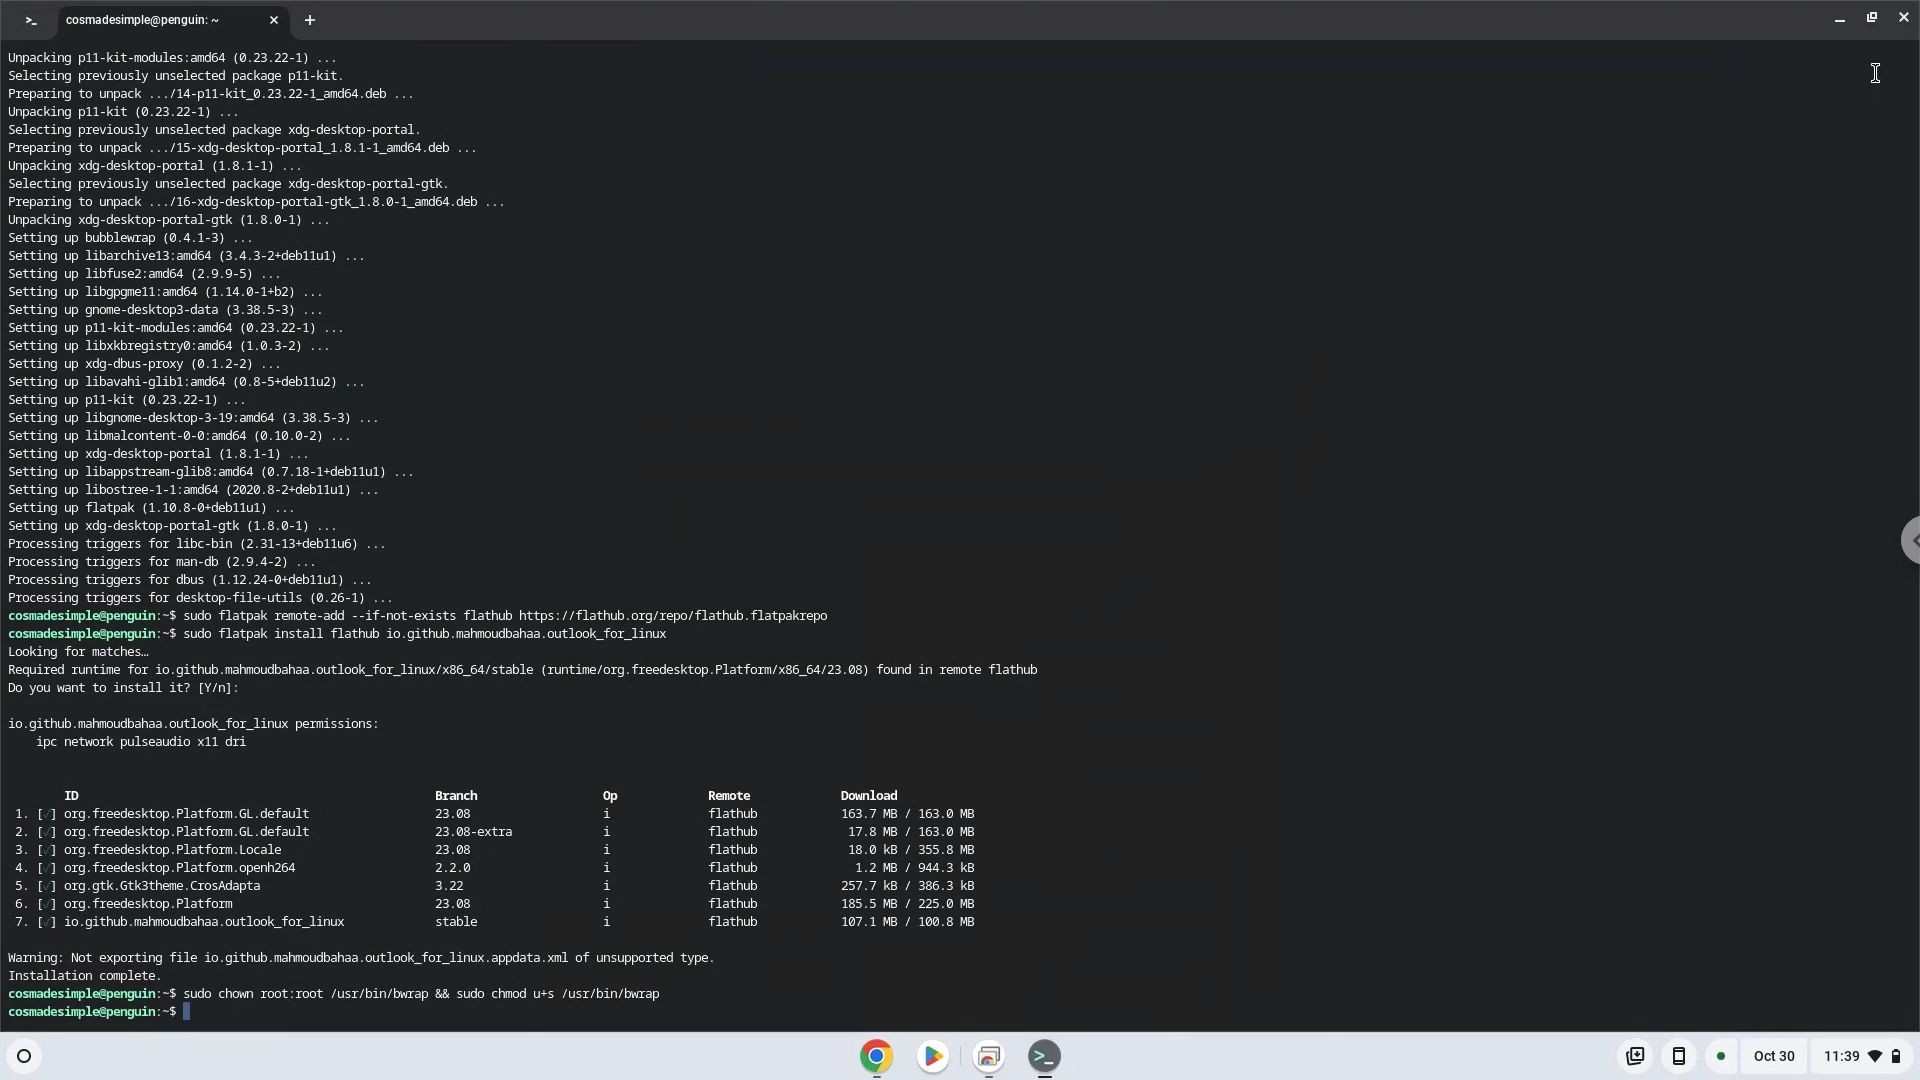 cosmadesimple@penguin: ~
Unpacking p11-kit-modules:amd64 (0.23.22-1) ...
Selecting previously unselected package p11-kit.
Preparing to unpack .../14-p11-kit_0.23.22-1_amd64.deb ...
Unpacking p11-kit (0.23.22-1) ...
Selecting previously unselected package xdg-desktop-portal.
Preparing to unpack .../15-xdg-desktop-portal_1.8.1-1_amd64.deb ...
Unpacking xdg-desktop-portal (1.8.1-1) ...
Selecting previously unselected package xdg-desktop-portal-gtk.
Preparing to unpack .../16-xdg-desktop-portal-gtk_1.8.0-1_amd64.deb ...
Unpacking xdg-desktop-portal-gtk (1.8.0-1) ...
Setting up bubblewrap (0.4.1-3) ...
Setting up libarchive13:amd64 (3.4.3-2+deb11u1) ...
Setting up libfuse2:amd64 (2.9.9-5) ...
Setting up libgpgme11:amd64 (1.14.0-1+b2) ...
Setting up gnome-desktop3-data (3.38.5-3) ...
Setting up p11-kit-modules:amd64 (0.23.22-1) ...
Setting up libxkbregistry0:amd64 (1.0.3-2) ...
Setting up xdg-dbus-proxy (0.1.2-2) ...
Setting up libavahi-glib1:amd64 (0.8-5+deb11u2) ...
Setting up p11-kit (0.23.22-1) ...
Setting up libgnome-desktop-3-19:amd64 (3.38.5-3) ...
Setting up libmalcontent-0-0:amd64 (0.10.0-2) ...
Setting up xdg-desktop-portal (1.8.1-1) ...
Setting up libappstream-glib8:amd64 (0.7.18-1+deb11u1) ...
Setting up libostree-1-1:amd64 (2020.8-2+deb11u1) ...
Setting up flatpak (1.10.8-0+deb11u1) ...
Setting up xdg-desktop-portal-gtk (1.8.0-1) ...
Processing triggers for libc-bin (2.31-13+deb11u6) ...
Processing triggers for man-db (2.9.4-2) ...
Processing triggers for dbus (1.12.24-0+deb11u1) ...
Processing triggers for desktop-file-utils (0.26-1) ...
cosmadesimple@penguin:~$ sudo flatpak remote-add --if-not-exists flathub https://flathub.org/repo/flathub.flatpakrepo
cosmadesimple@penguin:~$ sudo flatpak install flathub io.github.mahmoudbahaa.outlook_for_linux
Looking for matches…
Required runtime for io.github.mahmoudbahaa.outlook_for_linux/x86_64/stable (runtime/org.freedesktop.Platform/x86_64/23.08) found in remote flathub
Do you want to install it? [Y/n]:
io.github.mahmoudbahaa.outlook_for_linux permissions:
ipc network pulseaudio x11 dri
ID Branch Op Remote Download
1. [✓] org.freedesktop.Platform.GL.default 23.08 i flathub 163.7 MB / 163.0 MB
2. [✓] org.freedesktop.Platform.GL.default 23.08-extra i flathub 17.8 MB / 163.0 MB
3. [✓] org.freedesktop.Platform.Locale 23.08 i flathub 18.0 kB / 355.8 MB
4. [✓] org.freedesktop.Platform.openh264 2.2.0 i flathub 1.2 MB / 944.3 kB
5. [✓] org.gtk.Gtk3theme.CrosAdapta 3.22 i flathub 257.7 kB / 386.3 kB
6. [✓] org.freedesktop.Platform 23.08 i flathub 185.5 MB / 225.0 MB
7. [✓] io.github.mahmoudbahaa.outlook_for_linux stable i flathub 107.1 MB / 100.8 MB
Warning: Not exporting file io.github.mahmoudbahaa.outlook_for_linux.appdata.xml of unsupported type.
Installation complete.
cosmadesimple@penguin:~$ sudo chown root:root /usr/bin/bwrap && sudo chmod u+s /usr/bin/bwrap
cosmadesimple@penguin:~$
Oct 30 11:39